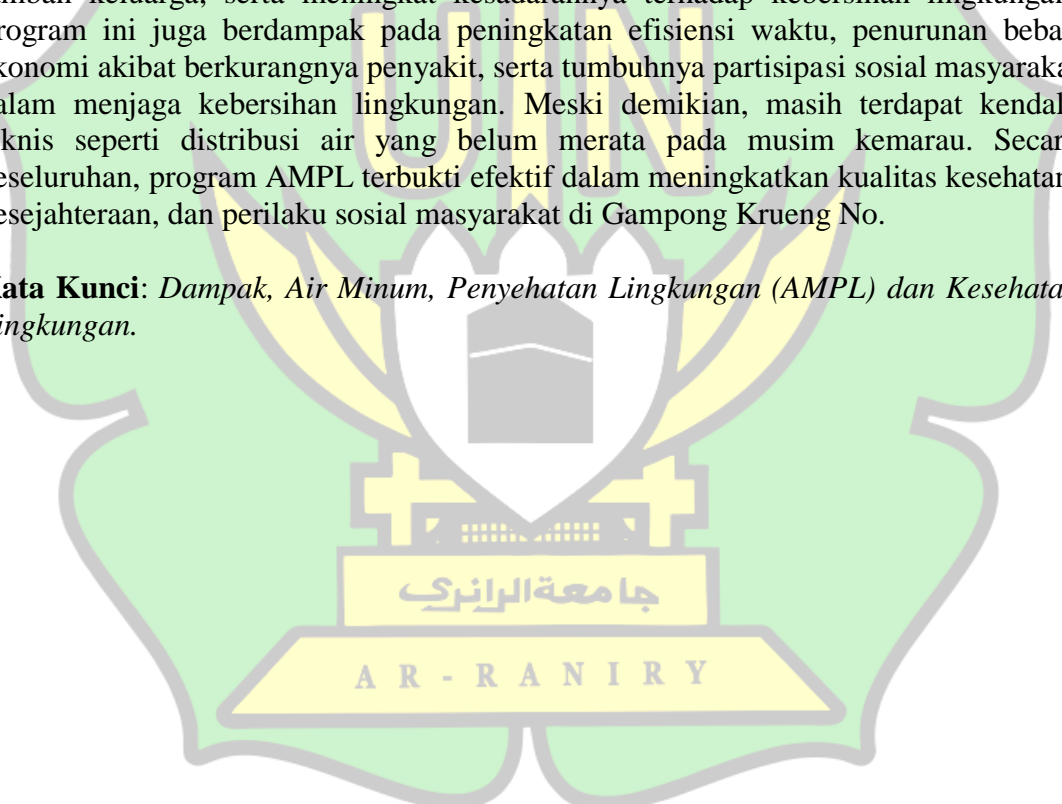 imbah keluarga, serta meningkat kesadarannya terhadap kebersihan lingkungan
rogram ini juga berdampak pada peningkatan efisiensi waktu, penurunan beba
konomi akibat berkurangnya penyakit, serta tumbuhnya partisipasi sosial masyaraka
alam menjaga kebersihan lingkungan. Meski demikian, masih terdapat kendal
knis seperti distribusi air yang belum merata pada musim kemarau. Secar
eseluruhan, program AMPL terbukti efektif dalam meningkatkan kualitas kesehatan
esejahteraan, dan perilaku sosial masyarakat di Gampong Krueng No.
ata Kunci: Dampak, Air Minum, Penyehatan Lingkungan (AMPL) dan Kesehata
ingkungan.
UIN
جامعة الرانري
AR-RANIRY